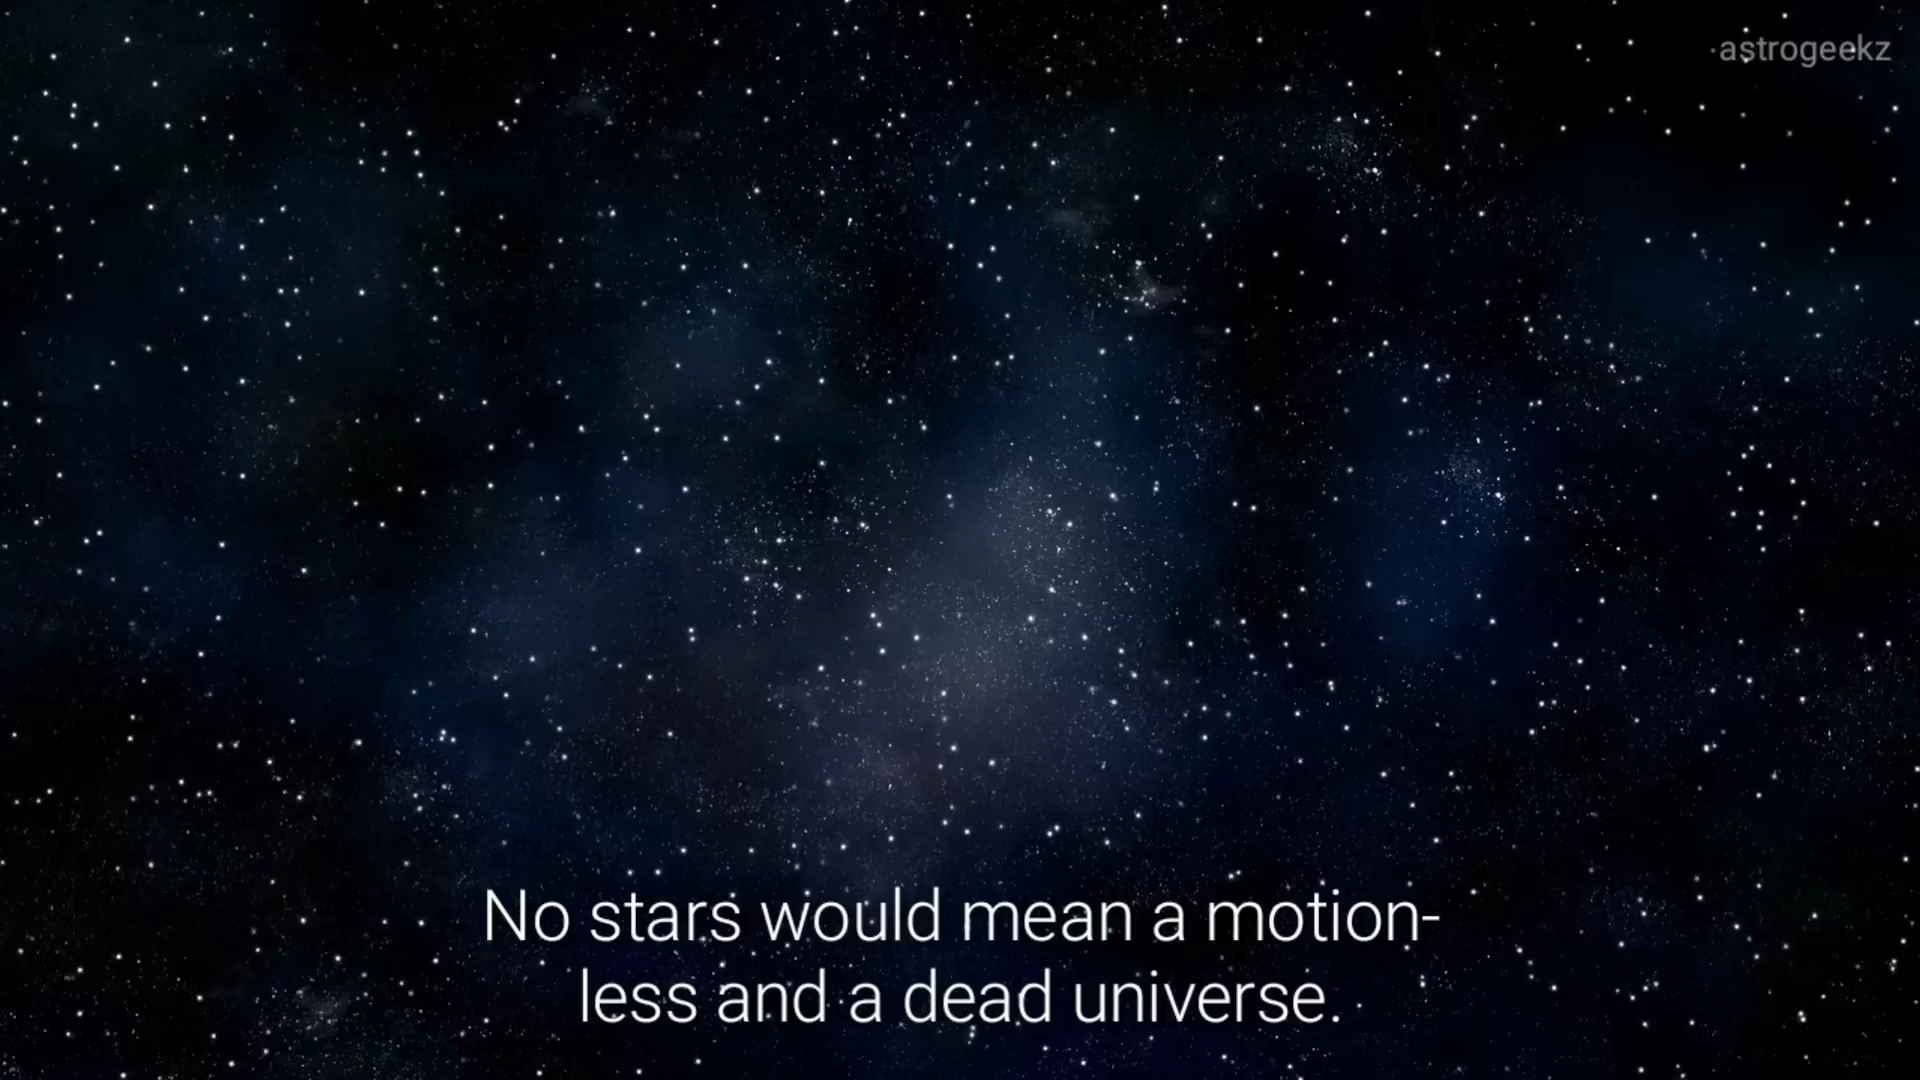 astrogeekz
No stars would mean a motion-
less and a dead universe.